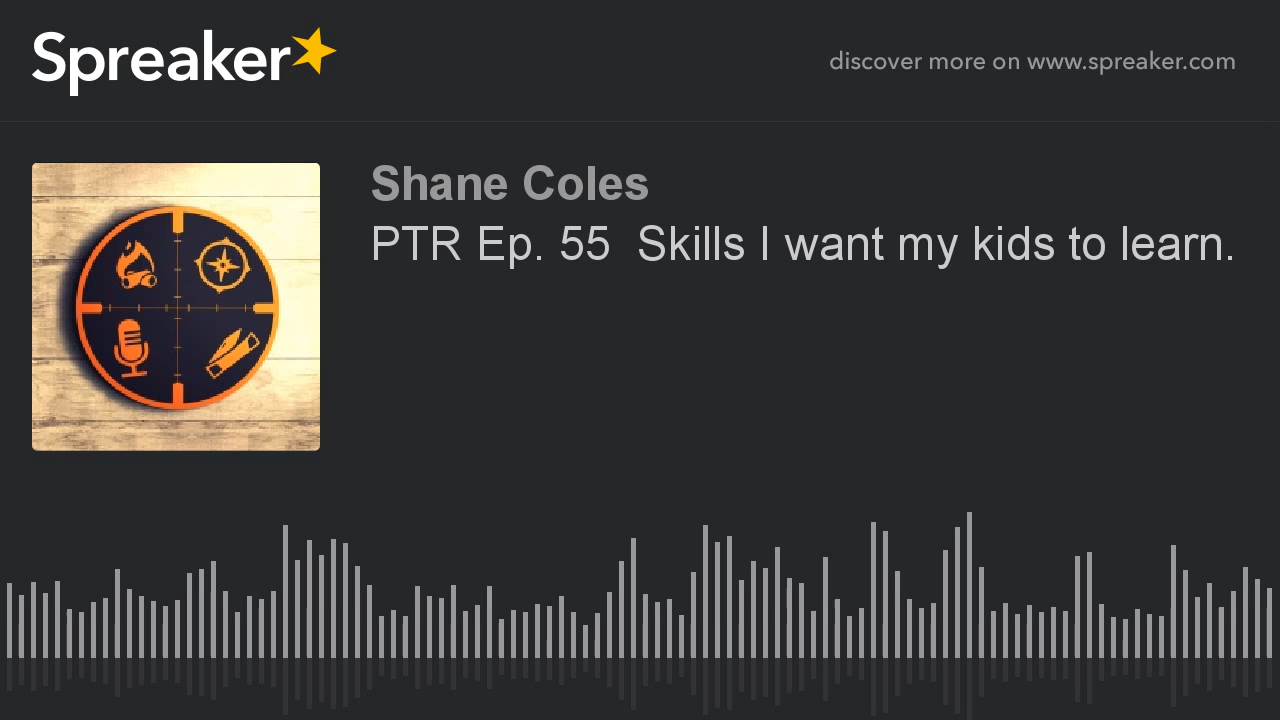 Spreaker
discover more on www.spreaker.com
Shane Coles
PTR Ep. 55  Skills I want my kids to learn.